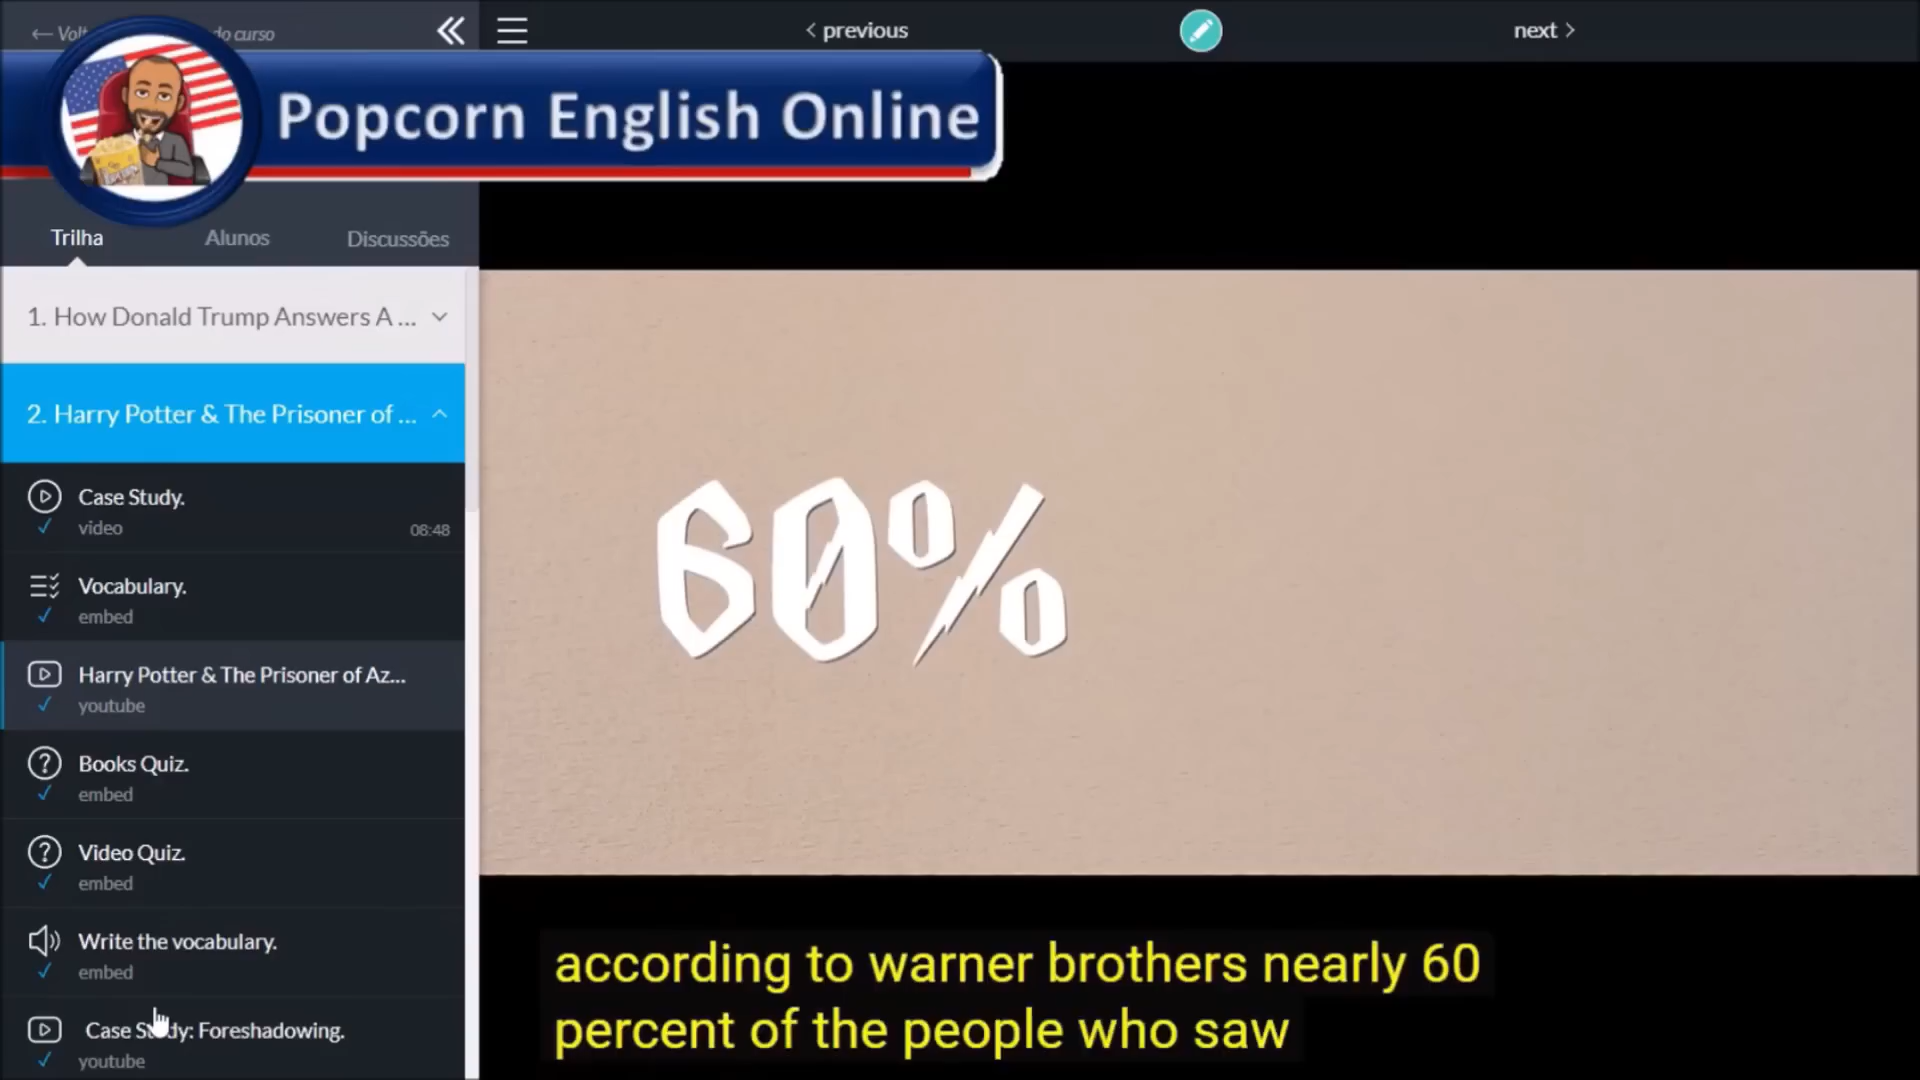 ← Volt
do curso
previous
next
Popcorn English Online
Trilha
Alunos
Discussões
1. How Donald Trump Answers A ...
2. Harry Potter & The Prisoner of ...
Case Study.
video
08:48
Vocabulary.
embed
Harry Potter & The Prisoner of Az...
youtube
Books Quiz.
embed
Video Quiz.
embed
Write the vocabulary.
embed
Case Study: Foreshadowing.
youtube
60%
according to warner brothers nearly 60
percent of the people who saw